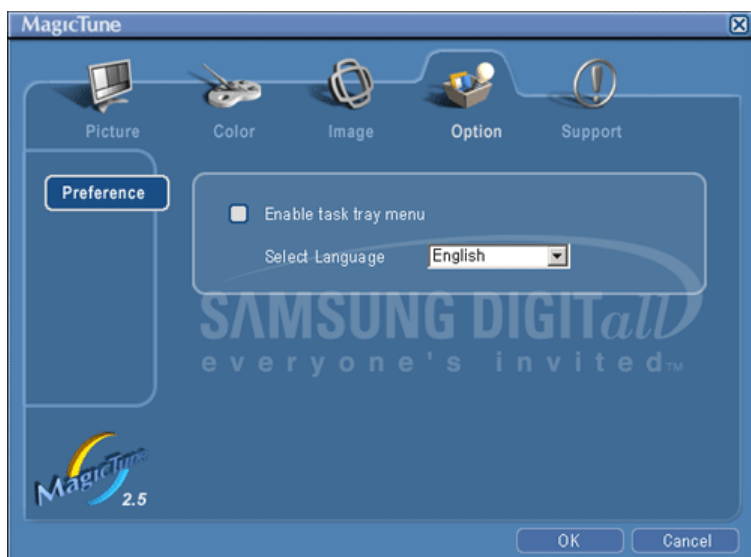 MagicTune
Picture Color Image Option Support
Preference
Enable task tray menu
Select Language English
SAMSUNG DIGITall
everyone's invited™
MagicTune
2.5
OK Cancel